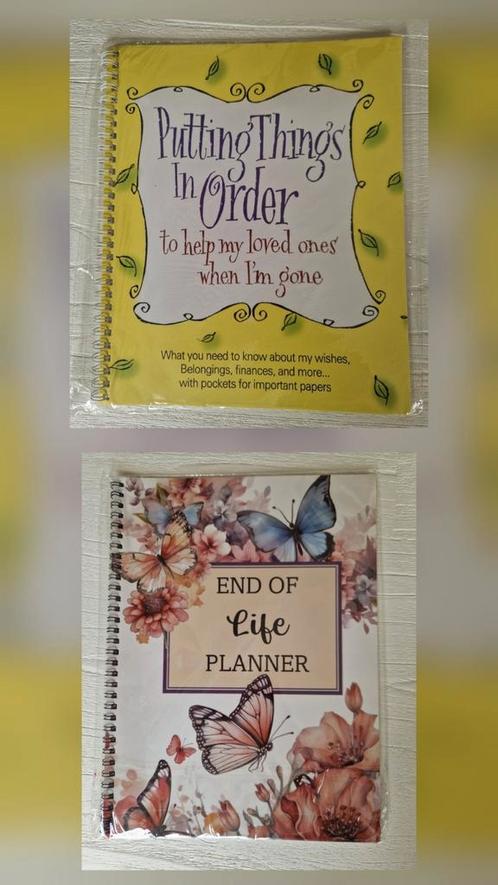 Putting Things
In Order
to help my loved ones
when I'm gone
What you need to know about my wishes,
Belongings, finances, and more...
with pockets for important papers
END OF
Life
PLANNER